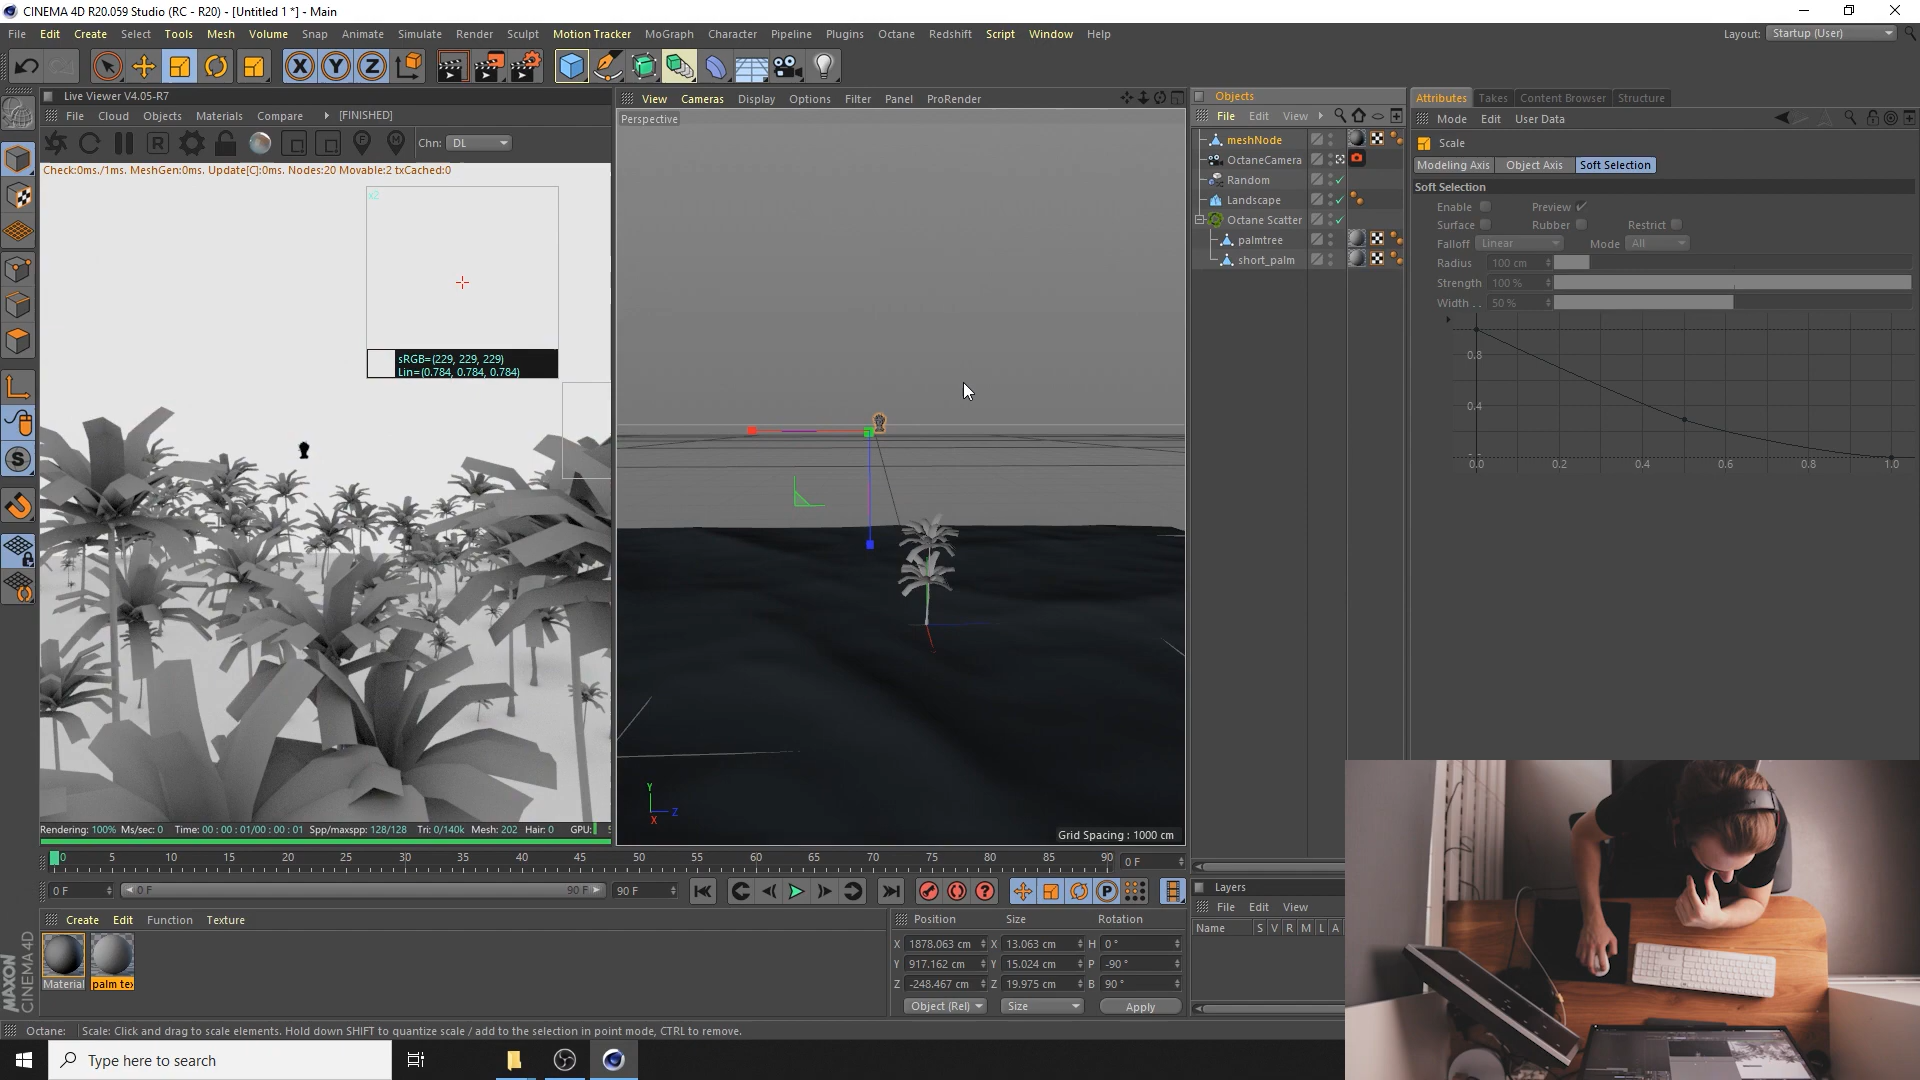 CINEMA 4D R20.059 Studio (RC - R20) - [Untitled 1 *] - Main
File Edit Create Select Tools Mesh Volume Snap Animate Simulate Render Sculpt Motion Tracker MoGraph Character Pipeline Plugins Octane Redshift Script Window Help
Layout: Startup (User)
X Y Z
Live Viewer V4.05-R7
File Cloud Objects Materials Compare [FINISHED]
R F M Chn: DL
Check:0ms./1ms. MeshGen:0ms. Update[C]:0ms. Nodes:20 Movable:2 txCached:0
x2
sRGB=(229, 229, 229)
Lin=(0.784, 0.784, 0.784)
Rendering: 100% Ms/sec: 0 Time: 00 : 00 : 01/00 : 00 : 01 Spp/maxspp: 128/128 Tri: 0/140k Mesh: 202 Hair: 0 GPU:
View Cameras Display Options Filter Panel ProRender
Perspective
Y
Z
X
Grid Spacing : 1000 cm
Objects
File Edit View
meshNode
OctaneCamera
Random
Landscape
Octane Scatter
palmtree
short_palm
Attributes Takes Content Browser Structure
Mode Edit User Data
Scale
Modeling Axis Object Axis Soft Selection
Soft Selection
Enable Preview
Surface Rubber Restrict
Falloff Linear Mode All
Radius 100 cm
Strength 100 %
Width . . 50 %
0.8
0.4
0.0 0.2 0.4 0.6 0.8 1.0
0 5 10 15 20 25 30 35 40 45 50 55 60 65 70 75 80 85 90 0 F
0 F 0 F 90 F 90 F
P
Create Edit Function Texture
Material palm tex
MAXON
CINEMA 4D
Position Size Rotation
X 1878.063 cm X 13.063 cm H 0 °
Y 917.162 cm Y 15.024 cm P -90 °
Z -248.467 cm Z 19.975 cm B 90 °
Object (Rel) Size Apply
Layers
File Edit View
Name S V R M L A
Octane: Scale: Click and drag to scale elements. Hold down SHIFT to quantize scale / add to the selection in point mode, CTRL to remove.
Type here to search